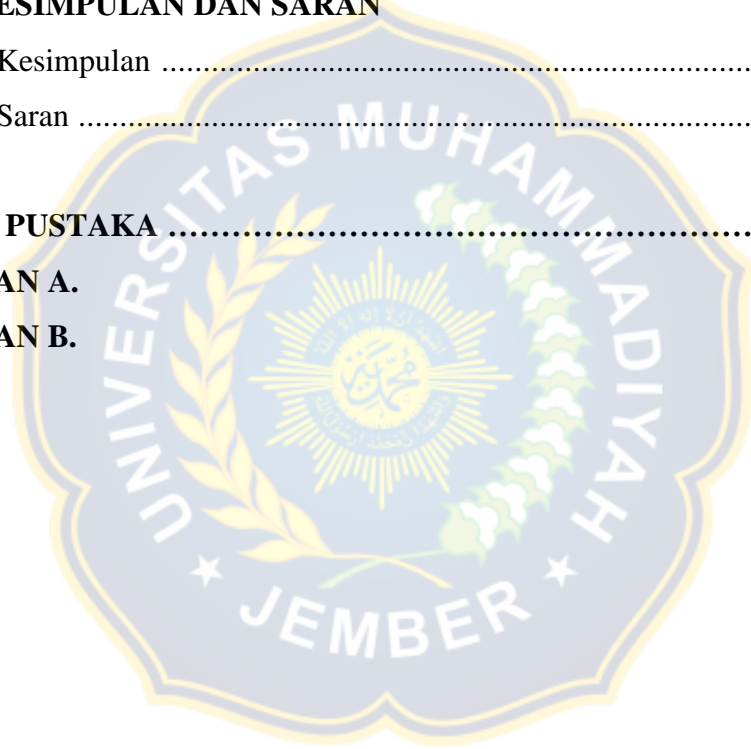 ESIMPULAN DAN SARAN
Kesimpulan ........................................................................
Saran ..................................................................................
PUSTAKA ...............................................................
AN A.
AN B.
UNIVERSITAS MUHAMMADIYAH
★ JEMBER ★